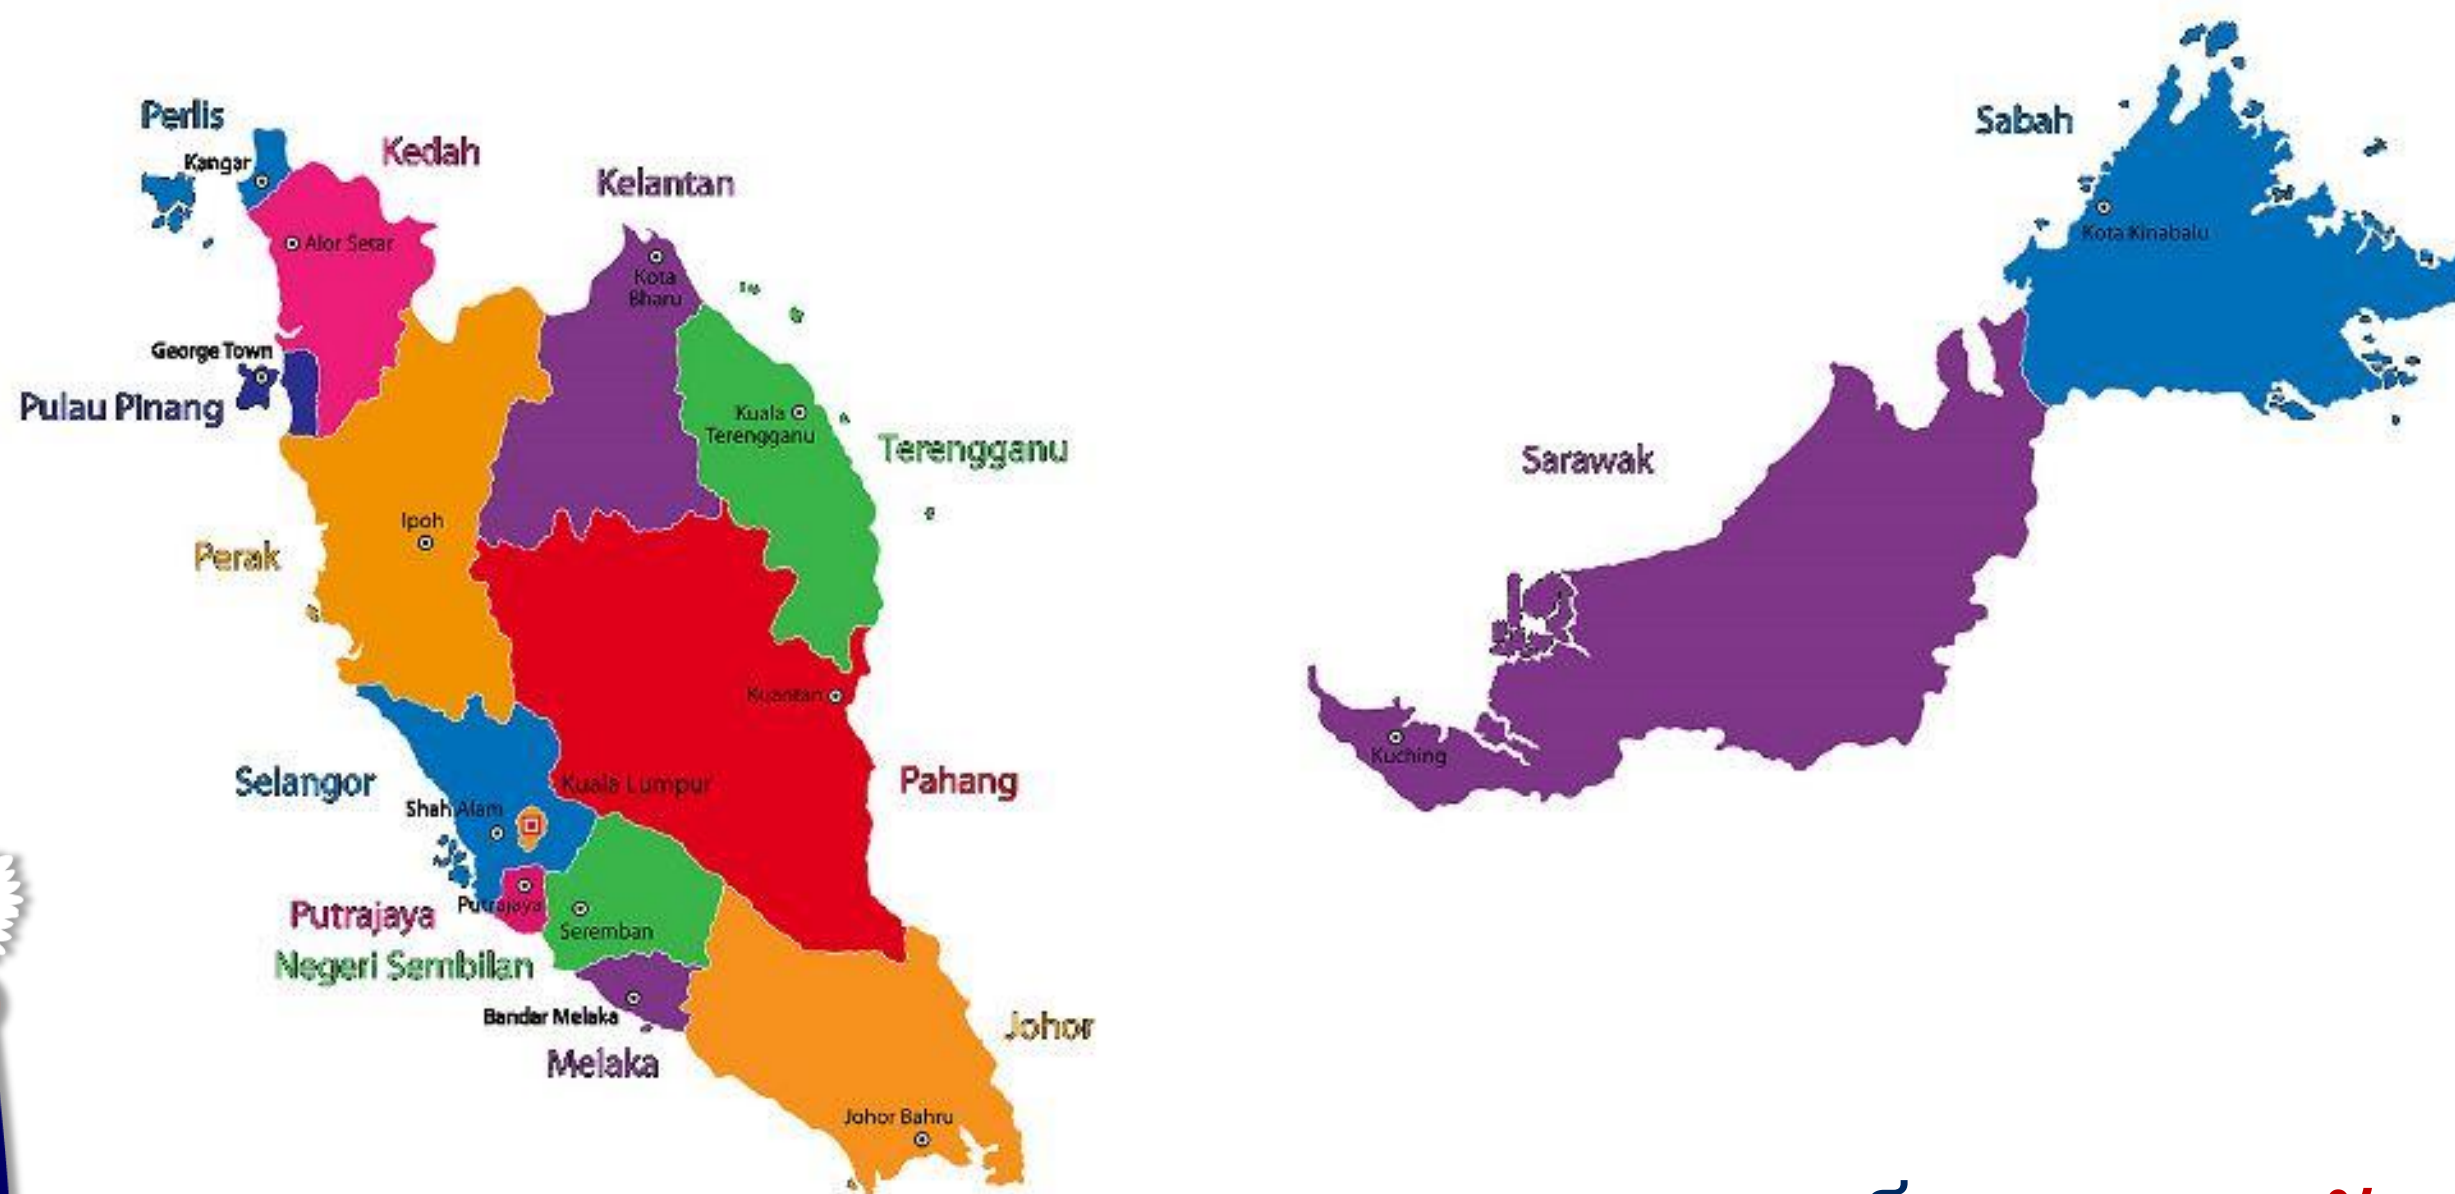 Perlis
Kangar
Kedah
Alor Setar
Kelantan
Kota
Bharu
George Town
Pulau Pinang
Kuala
Terengganu
Terengganu
Ipoh
Perak
Kuantan
Selangor
Shah Alam
Kuala Lumpur
Pahang
Putrajaya
Putrajaya
Seremban
Negeri Sembilan
Bandar Melaka
Melaka
Johor
Johor Bahru
Sabah
Kota Kinabalu
Sarawak
Kuching